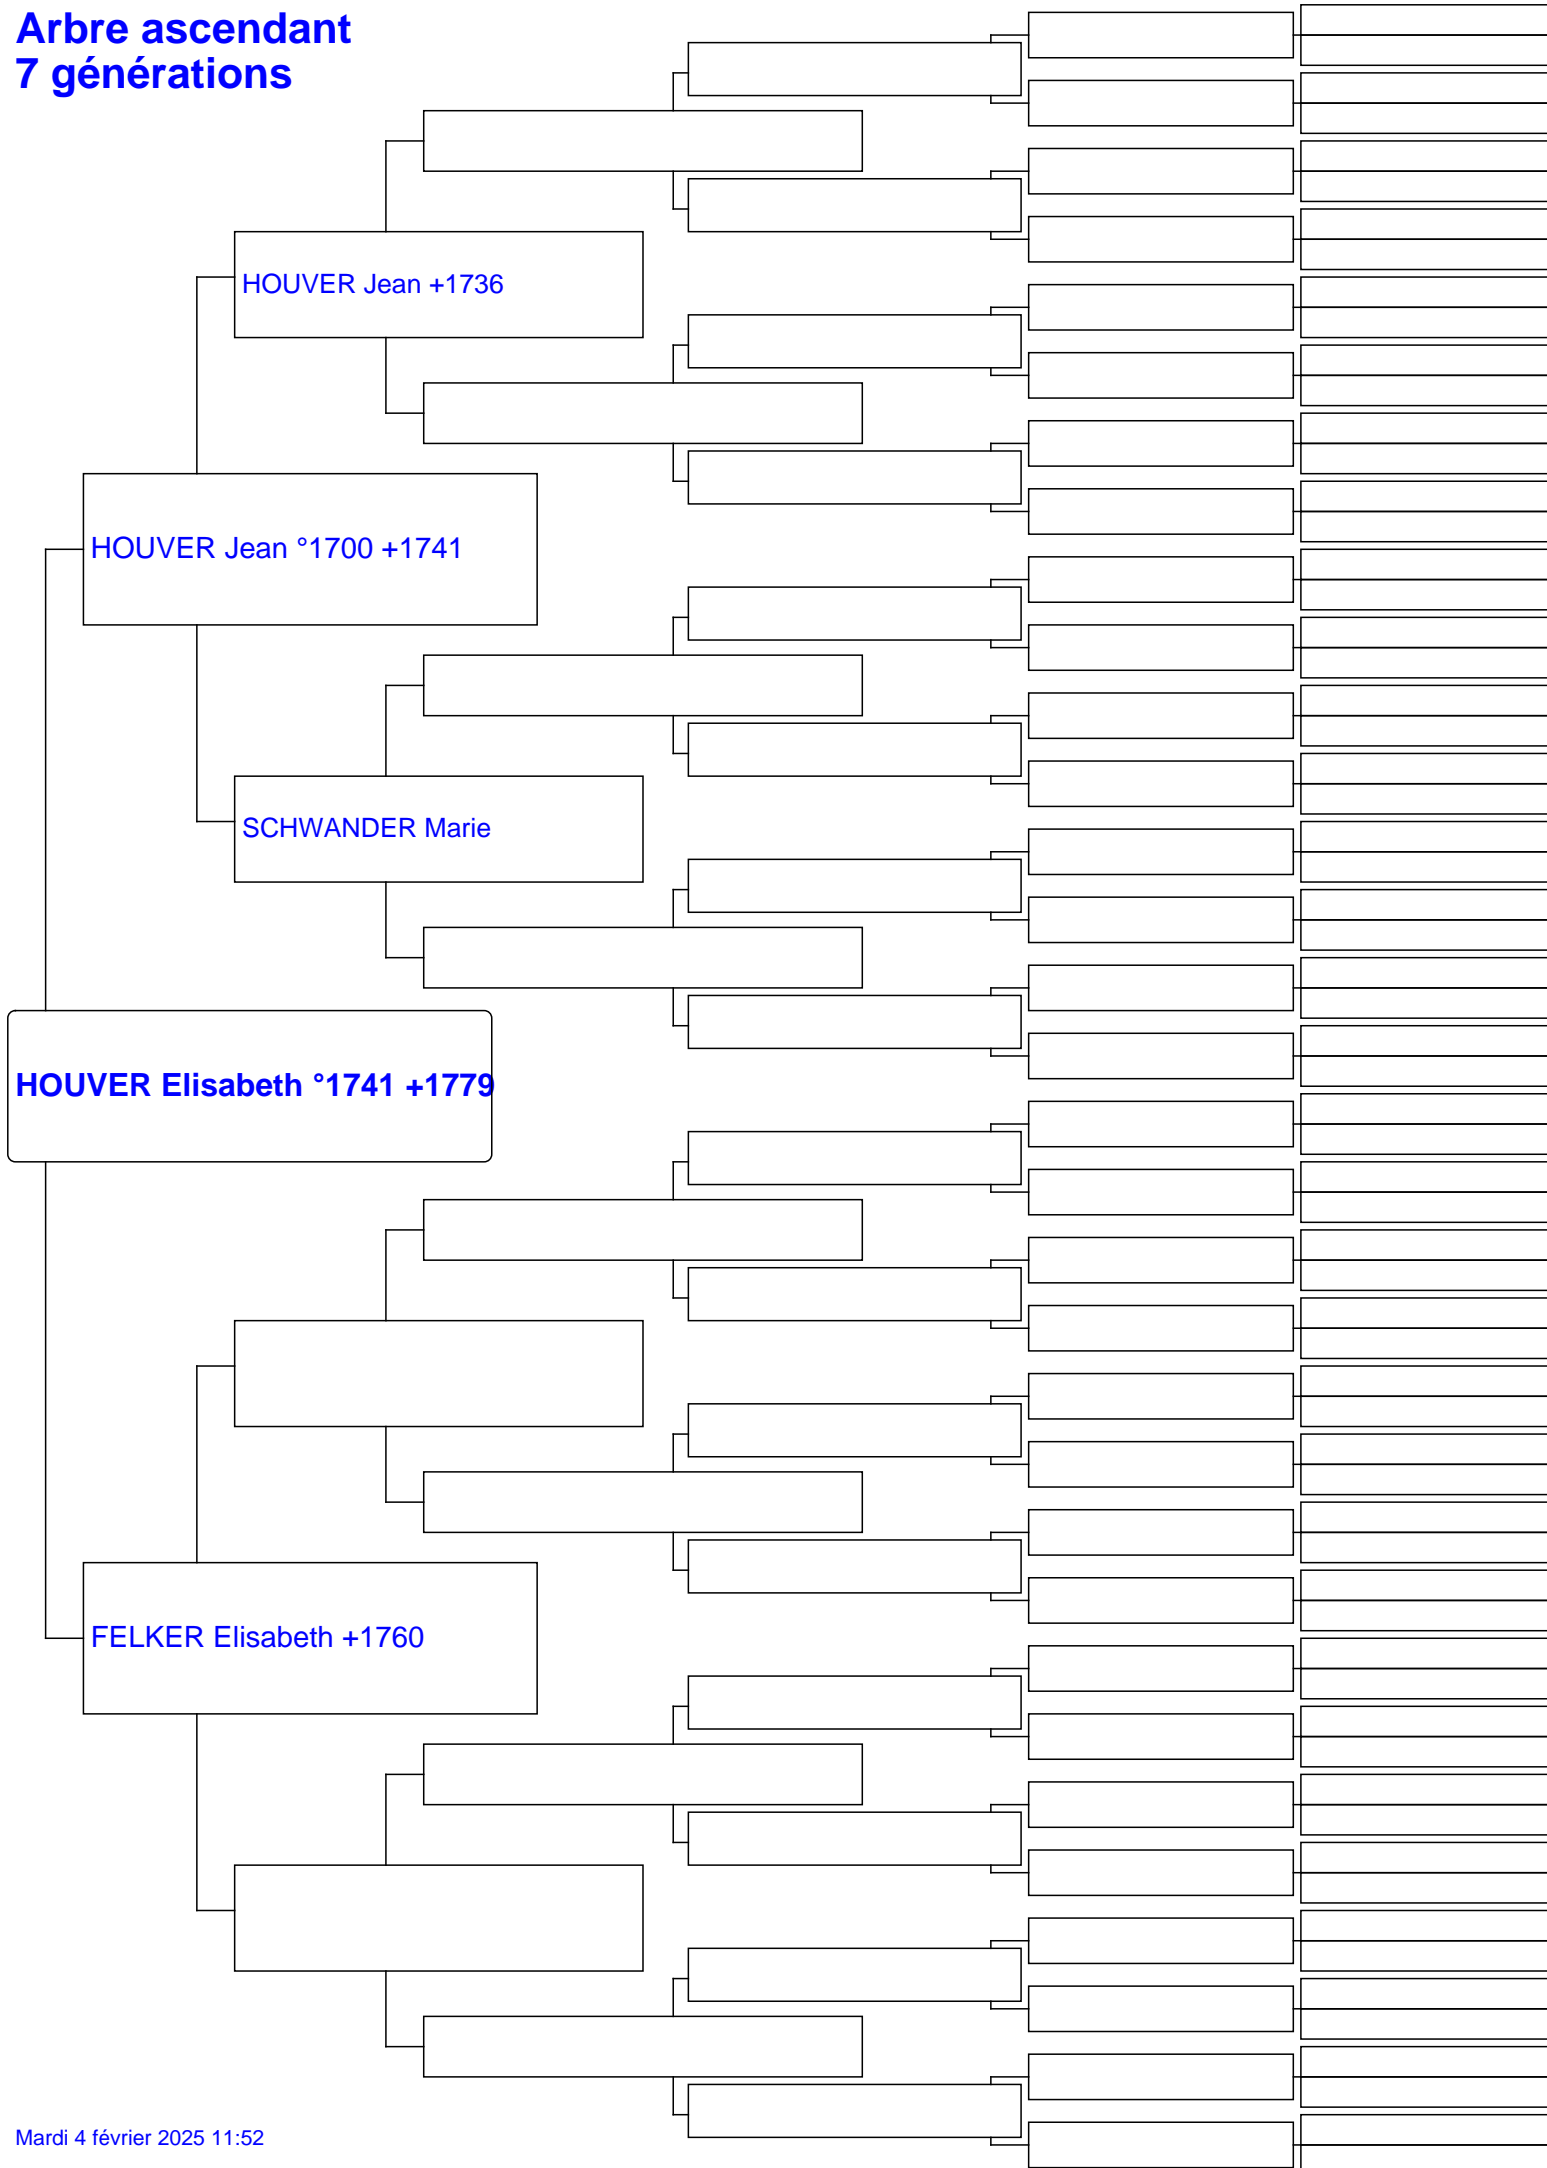 Arbre ascendant
7 générations
HOUVER Jean +1736
HOUVER Jean °1700 +1741
SCHWANDER Marie
HOUVER Elisabeth °1741 +1779
FELKER Elisabeth +1760
Mardi 4 février 2025 11:52